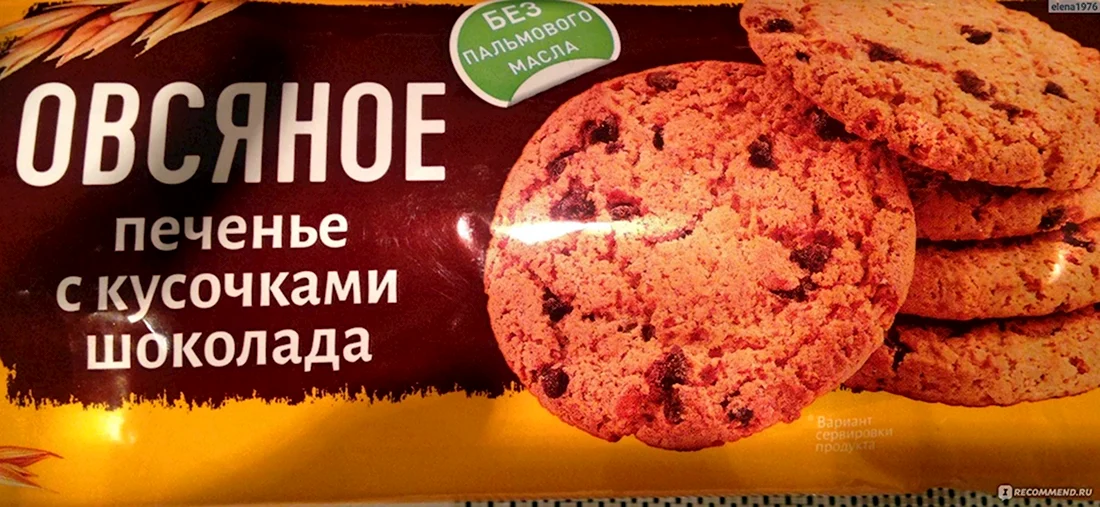 elena1976
БЕЗ
ПАЛЬМОВОГО
МАСЛА
ОВСЯНОЕ
печенье
с кусочками
шоколада
*Вариант
сервировки
продукта
RECOMMEND.RU